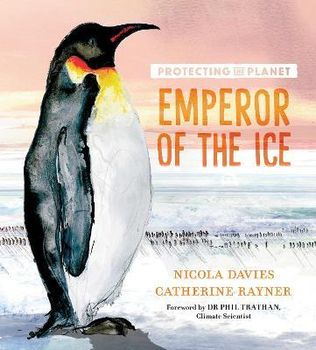 PROTECTING THE PLANET
EMPEROR
OF THE ICE
NICOLA DAVIES
CATHERINE RAYNER
Foreword by DR PHIL TRATHAN,
Climate Scientist